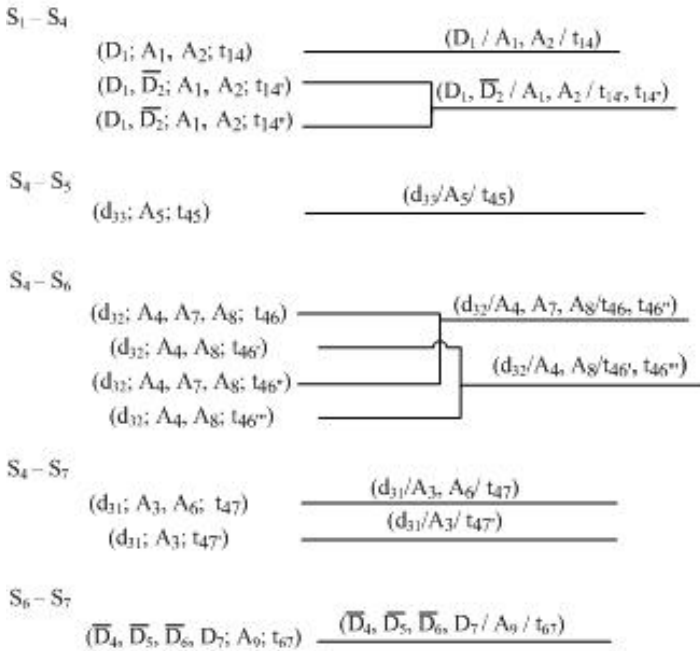 S₁ – S₄
(D₁; A₁, A₂; t₁₄) (D₁ / A₁, A₂ / t₁₄)
(D₁, D̅₂; A₁, A₂; t₁₄') (D₁, D̅₂ / A₁, A₂ / t₁₄', t₁₄'')
(D₁, D̅₂; A₁, A₂; t₁₄'')
S₄ – S₅
(d₃₃; A₅; t₄₅) (d₃₃/A₅/ t₄₅)
S₄ – S₆
(d₃₂; A₄, A₇, A₈; t₄₆) (d₃₂/A₄, A₇, A₈/t₄₆, t₄₆'')
(d₃₂; A₄, A₈; t₄₆')
(d₃₂; A₄, A₇, A₈; t₄₆'') (d₃₂/A₄, A₈/t₄₆', t₄₆''')
(d₃₂; A₄, A₈; t₄₆''')
S₄ – S₇
(d₃₁; A₃, A₆; t₄₇) (d₃₁/A₃, A₆/ t₄₇)
(d₃₁; A₃; t₄₇') (d₃₁/A₃/ t₄₇')
S₆ – S₇
(D̅₄, D̅₅, D̅₆, D₇; A₉; t₆₇) (D̅₄, D̅₅, D̅₆, D₇ / A₉ / t₆₇)